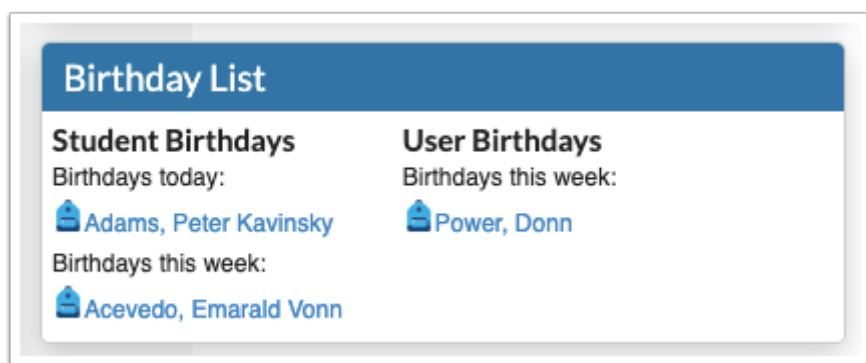 Birthday List
Student Birthdays
Birthdays today:
Adams, Peter Kavinsky
Birthdays this week:
Acevedo, Emarald Vonn
User Birthdays
Birthdays this week:
Power, Donn